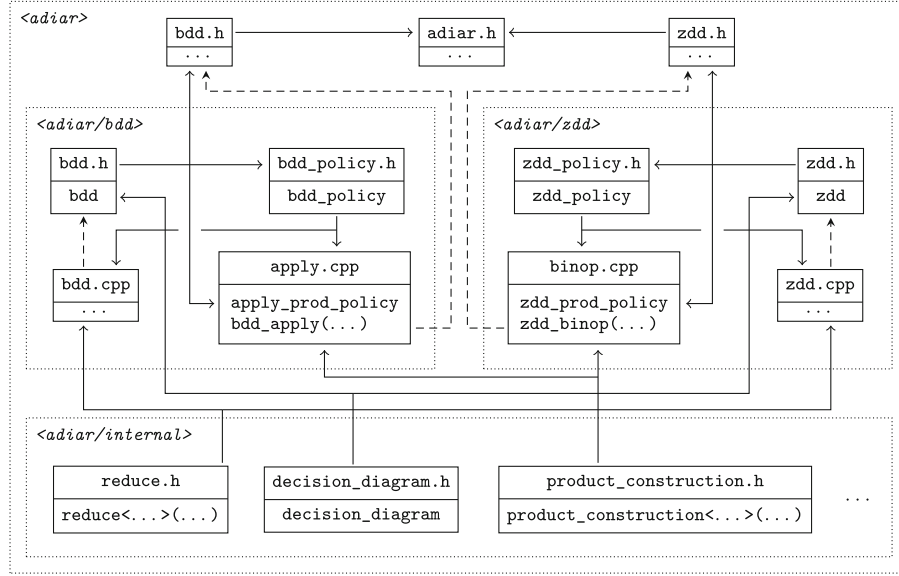 <adiar>
bdd.h
...
adiar.h
...
zdd.h
...
<adiar/bdd>
bdd.h
bdd
bdd_policy.h
bdd_policy
bdd.cpp
...
apply.cpp
apply_prod_policy
bdd_apply(...)
<adiar/zdd>
zdd_policy.h
zdd_policy
zdd.h
zdd
binop.cpp
zdd_prod_policy
zdd_binop(...)
zdd.cpp
...
<adiar/internal>
reduce.h
reduce<...>(...)
decision_diagram.h
decision_diagram
product_construction.h
product_construction<...>(...)
...